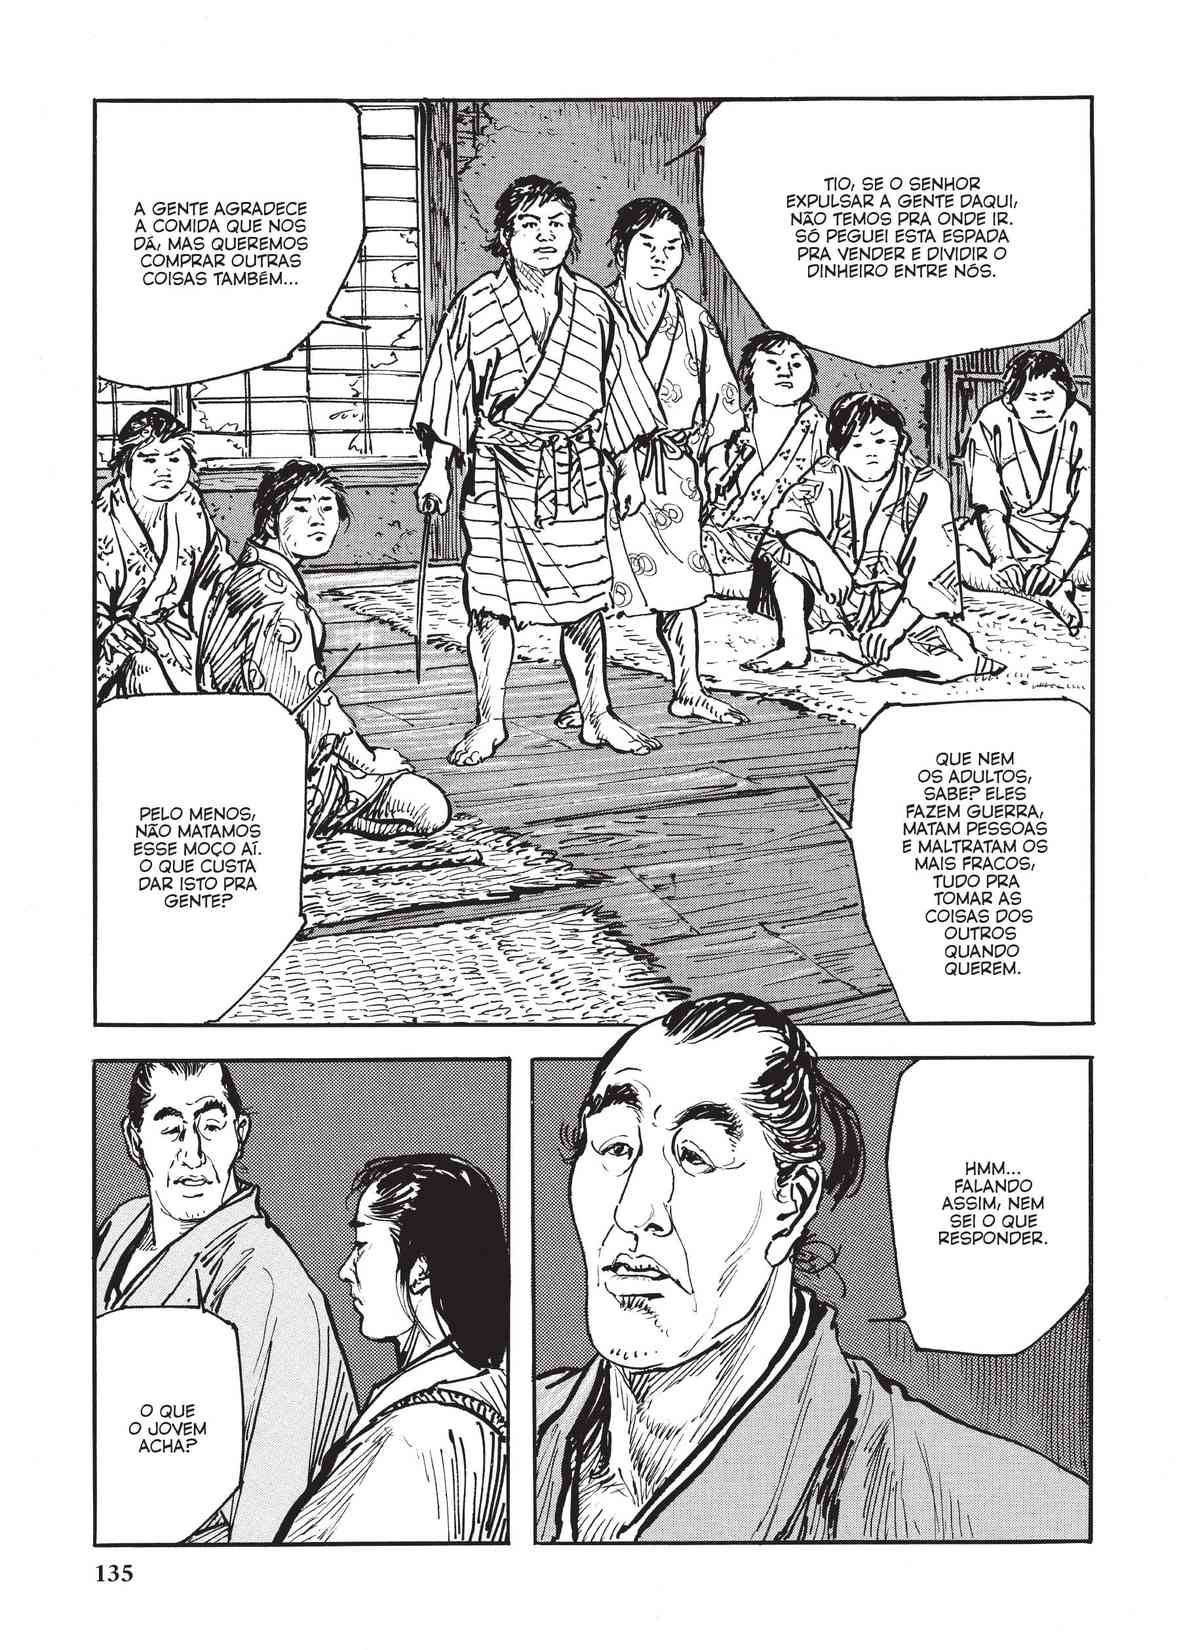 TIO, SE O SENHOR
EXPULSAR A GENTE DAQUI,
NÃO TEMOS PRA ONDE IR.
SÓ PEGUEI ESTA ESPADA
PRA VENDER E DIVIDIR O
DINHEIRO ENTRE NÓS.
A GENTE AGRADECE
A COMIDA QUE NOS
DÁ, MAS QUEREMOS
COMPRAR OUTRAS
COISAS TAMBÉM...
QUE NEM
OS ADULTOS,
SABE? ELES
FAZEM GUERRA,
MATAM PESSOAS
E MALTRATAM OS
MAIS FRACOS,
TUDO PRA
TOMAR AS
COISAS DOS
OUTROS
QUANDO
QUEREM.
PELO MENOS,
NÃO MATAMOS
ESSE MOÇO AÍ.
O QUE CUSTA
DAR ISTO PRA
GENTE?
HMM...
FALANDO
ASSIM, NEM
SEI O QUE
RESPONDER.
O QUE
O JOVEM
ACHA?
135